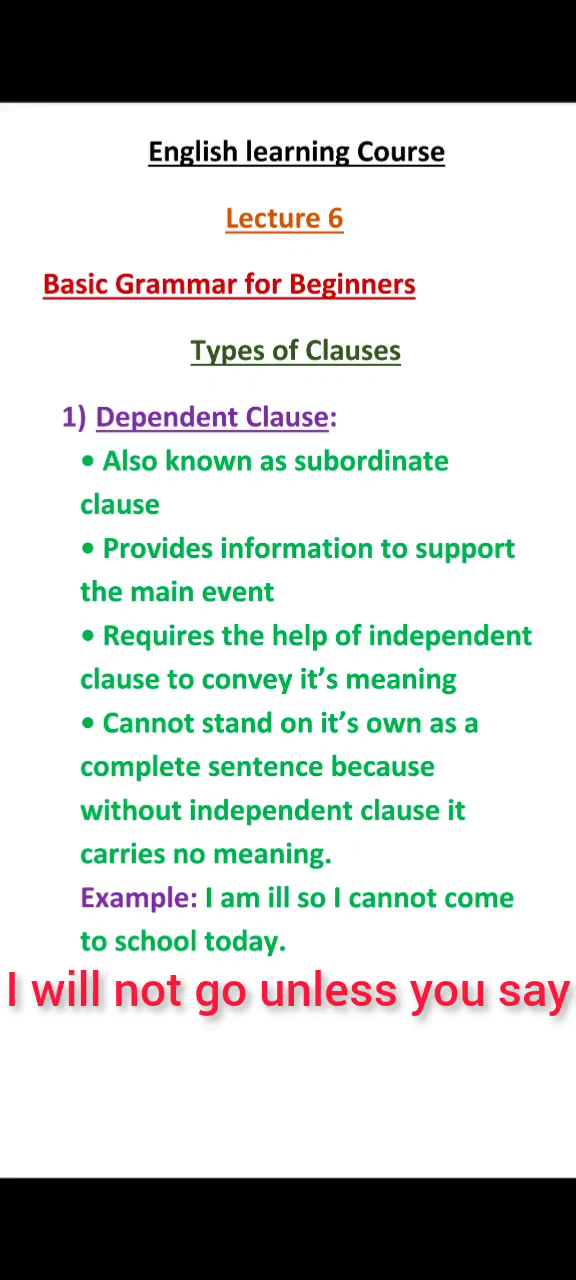 English learning Course
Lecture 6
Basic Grammar for Beginners
Types of Clauses
1) Dependent Clause:
• Also known as subordinate
clause
• Provides information to support
the main event
• Requires the help of independent
clause to convey it’s meaning
• Cannot stand on it’s own as a
complete sentence because
without independent clause it
carries no meaning.
Example: I am ill so I cannot come
to school today.
I will not go unless you say